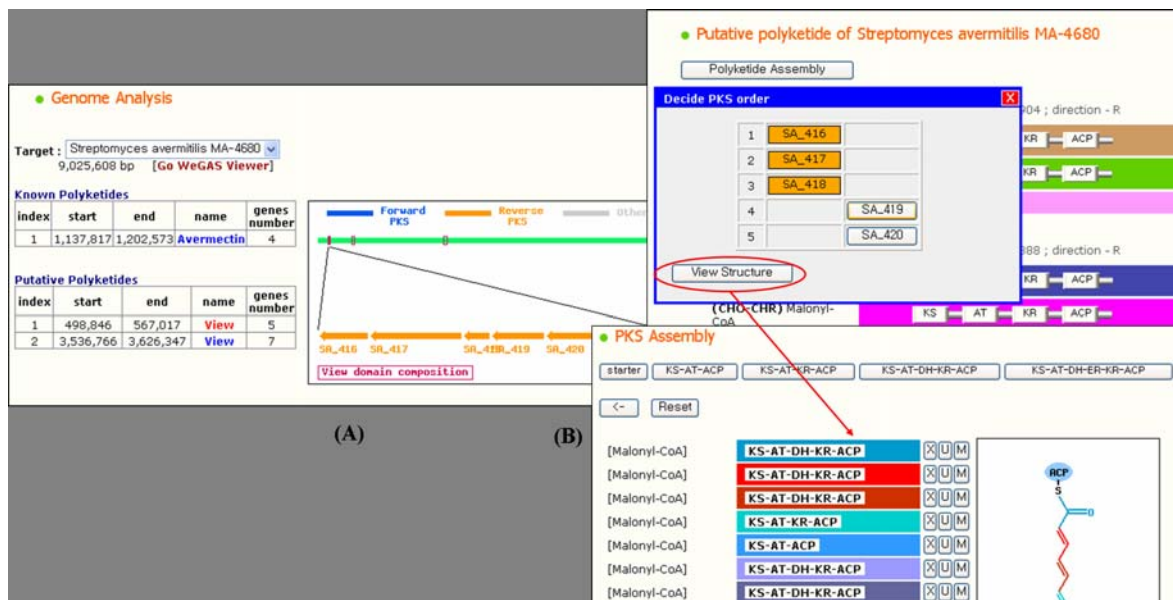 Genome Analysis
Target : Streptomyces avermitilis MA-4680
9,025,608 bp [Go WeGAS Viewer]
Known Polyketides
index start end name genes number
1 1,137,817 1,202,573 Avermectin 4
Putative Polyketides
index start end name genes number
1 498,846 567,017 View 5
2 3,536,766 3,626,347 View 7
Forward PKS Reverse PKS Other
SA_416 SA_417 SA_419 SA_420
View domain composition
(A)
(B)
Putative polyketide of Streptomyces avermitilis MA-4680
Polyketide Assembly
904 ; direction - R
KR ACP
KR ACP
388 ; direction - R
KR ACP
(CHO-CHR) Malonyl-CoA KS AT KR ACP
Decide PKS order X
1 SA_416
2 SA_417
3 SA_418
4 SA_419
5 SA_420
View Structure
PKS Assembly
starter KS-AT-ACP KS-AT-KR-ACP KS-AT-DH-KR-ACP KS-AT-DH-ER-KR-ACP
<- Reset
[Malonyl-CoA] KS-AT-DH-KR-ACP X U M
[Malonyl-CoA] KS-AT-DH-KR-ACP X U M
[Malonyl-CoA] KS-AT-DH-KR-ACP X U M
[Malonyl-CoA] KS-AT-KR-ACP X U M
[Malonyl-CoA] KS-AT-ACP X U M
[Malonyl-CoA] KS-AT-DH-KR-ACP X U M
[Malonyl-CoA] KS-AT-DH-KR-ACP X U M
ACP
S
O